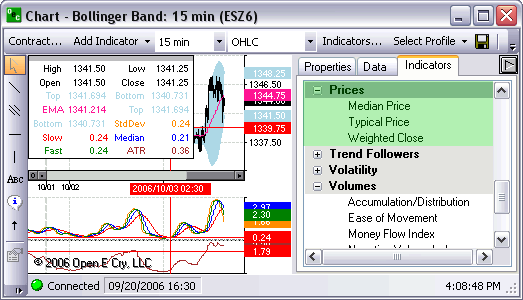 Chart - Bollinger Band: 15 min (ESZ6)
Contract... Add Indicator 15 min OHLC Indicators... Select Profile
High 1341.50 Low 1341.25
Open 1341.50 Close 1341.25
Top 1341.694 Bottom 1340.731
EMA 1341.214 Top 1341.694
Bottom 1340.731 StdDev 0.24
Slow 0.24 Median 0.21
Fast 0.24 ATR 0.36
1348.25
1346.50
1344.75
1341.50
1339.75
1337.50
10/01 10/02 2006/10/03 02:30
2.97
2.30
0.24
1.79
© 2006 Open E Cry, LLC
ABC
Properties Data Indicators
Prices
Median Price
Typical Price
Weighted Close
Trend Followers
Volatility
Volumes
Accumulation/Distribution
Ease of Movement
Money Flow Index
Connected 09/20/2006 16:30 4:08:48 PM